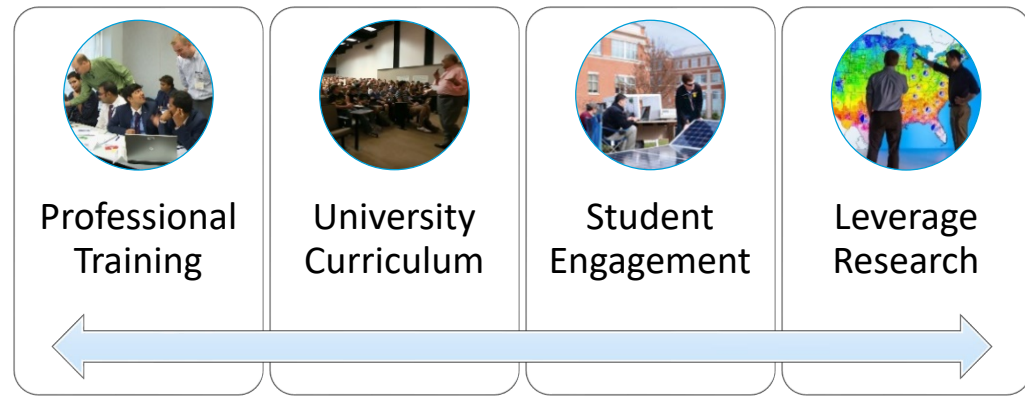 Professional
Training
University
Curriculum
Student
Engagement
Leverage
Research